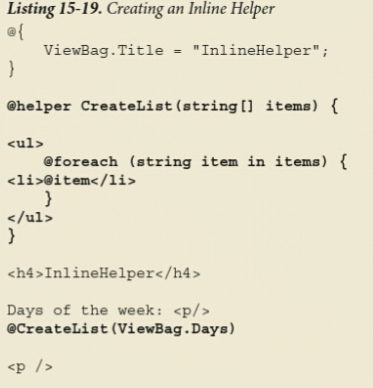 Listing 15-19. Creating an Inline Helper
@{
    ViewBag.Title = "InlineHelper";
}
@helper CreateList(string[] items) {
<ul>
    @foreach (string item in items) {
<li>@item</li>
    }
</ul>
}
<h4>InlineHelper</h4>
Days of the week: <p/>
@CreateList(ViewBag.Days)
<p />